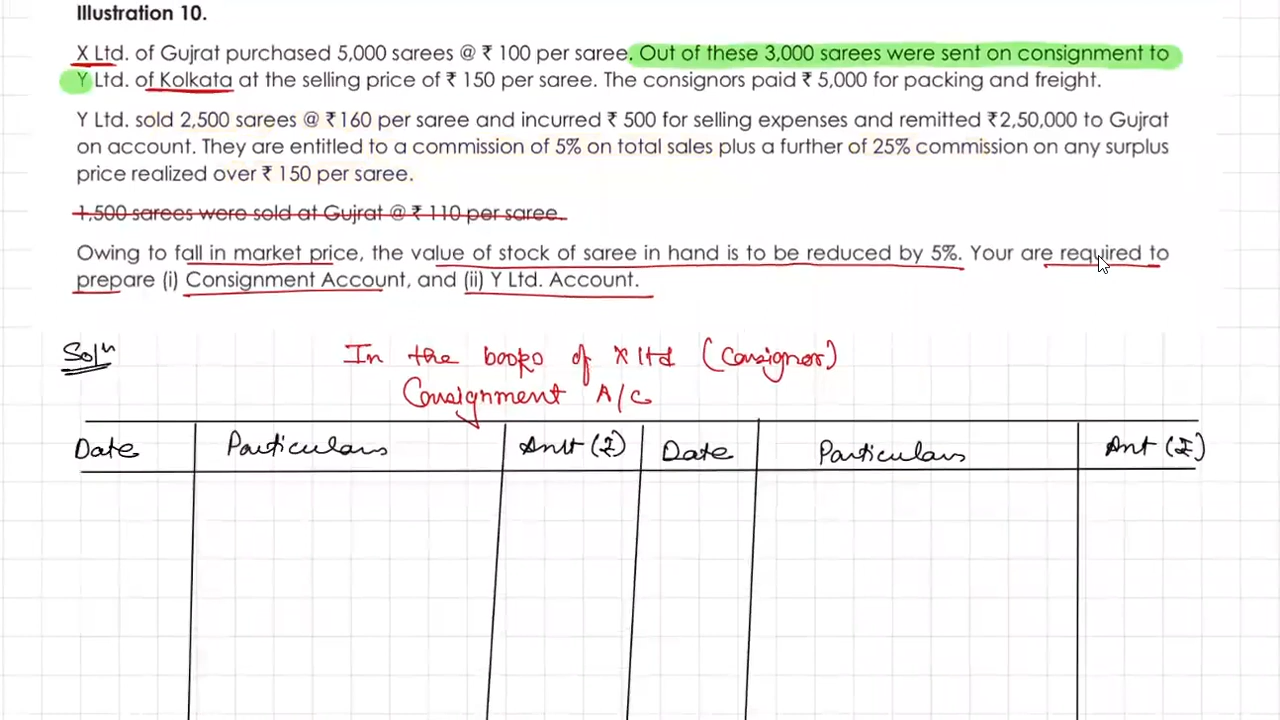 Illustration 10.
X Ltd. of Gujrat purchased 5,000 sarees @ ₹ 100 per saree. Out of these 3,000 sarees were sent on consignment to
Y Ltd. of Kolkata at the selling price of ₹ 150 per saree. The consignors paid ₹ 5,000 for packing and freight.
Y Ltd. sold 2,500 sarees @ ₹160 per saree and incurred ₹ 500 for selling expenses and remitted ₹2,50,000 to Gujrat
on account. They are entitled to a commission of 5% on total sales plus a further of 25% commission on any surplus
price realized over ₹ 150 per saree.
1,500 sarees were sold at Gujrat @ ₹ 110 per saree.
Owing to fall in market price, the value of stock of saree in hand is to be reduced by 5%. Your are required to
prepare (i) Consignment Account, and (ii) Y Ltd. Account.
Solⁿ In the books of X ltd (Consignor)
Consignment A/C
Date Particulars Amt (₹) Date Particulars Amt (₹)